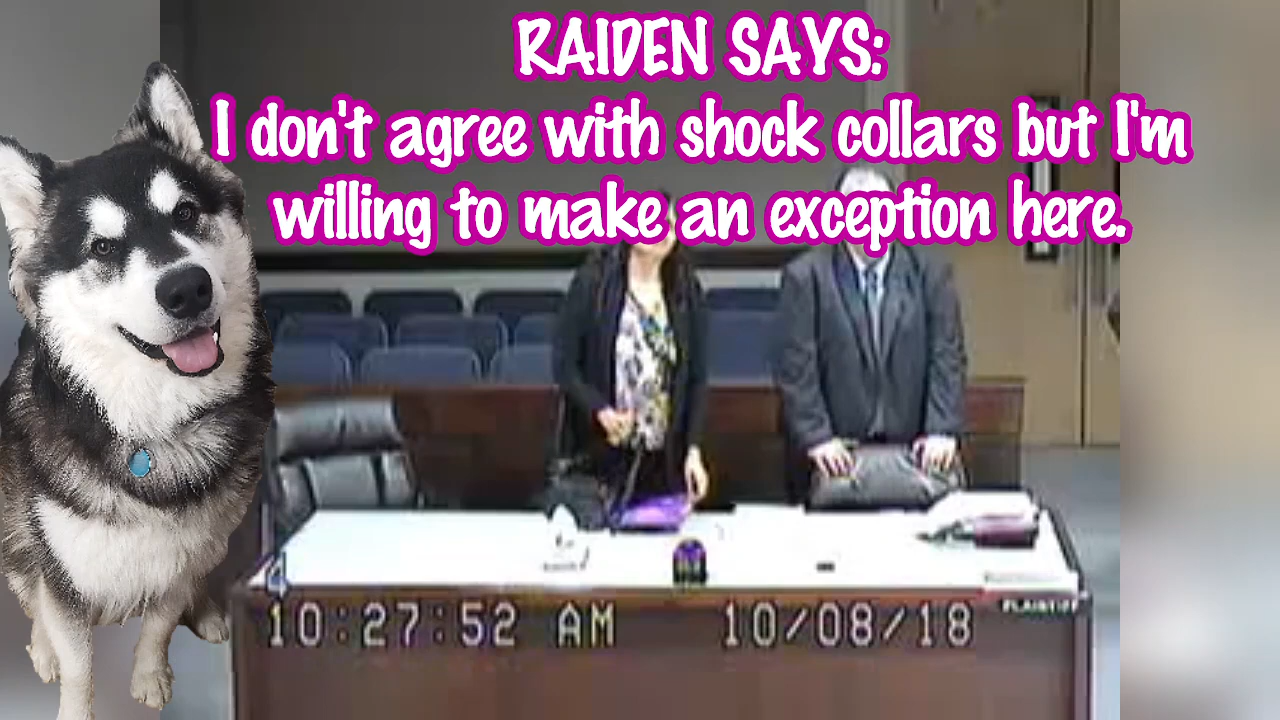 RAIDEN SAYS:
I don't agree with shock collars but I'm
willing to make an exception here.
10:27:52 AM 10/08/18
PLAINTIFF